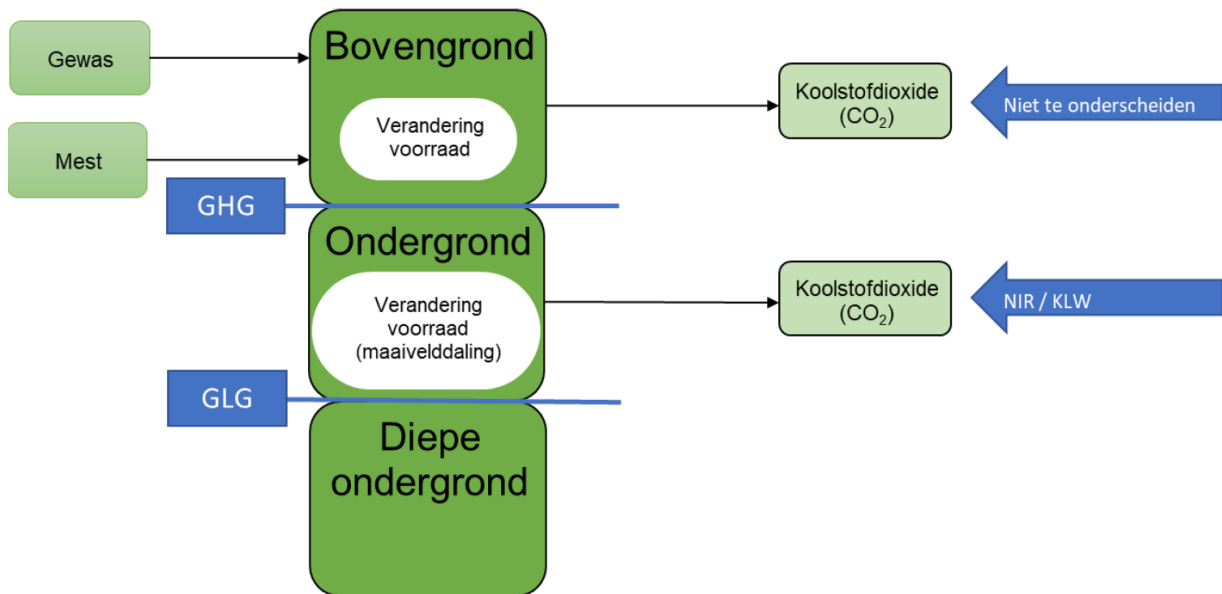 Gewas
Mest
Bovengrond
Verandering
voorraad
Koolstofdioxide
(CO₂)
Niet te onderscheiden
GHG
Ondergrond
Verandering
voorraad
(maaivelddaling)
Koolstofdioxide
(CO₂)
NIR / KLW
GLG
Diepe
ondergrond